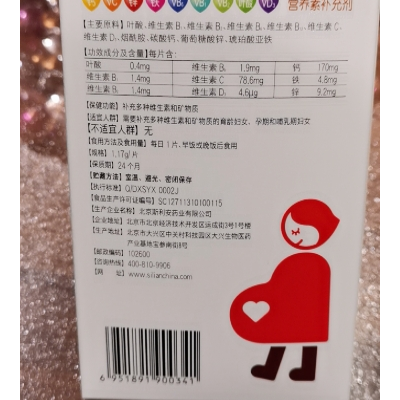 钙 VC 锌 铁 VB₁ VB₂ VB₆ 叶酸 VD₃ 营养素补充剂
【主要原料】叶酸、维生素B₁、维生素B₂、维生素B₆、维生素C、
维生素D₃、烟酰胺、碳酸钙、葡萄糖酸锌、琥珀酸亚铁
【功效成分及含量】每片含:
叶酸 0.4mg 维生素B₆ 1.9mg 钙 170mg
维生素B₁ 1.4mg 维生素C 78.6mg 铁 4.8mg
维生素B₂ 1.4mg 维生素D₃ 4.6μg 锌 9.2mg
【保健功能】补充多种维生素和矿物质
【适宜人群】需要补充多种维生素和矿物质的育龄妇女、孕期和哺乳期妇女
【不适宜人群】无
【食用方法及食用量】每日1片,早饭或晚饭后食用
【规格】1.17g/片
【保质期】24个月
【贮藏方法】室温、避光、密闭保存
【执行标准】Q/DXSYX 0002J
【食品生产许可证编号】SC12711310100115
【生产企业名称】北京斯利安药业有限公司
【企业地址】北京市北京经济技术开发区运成街3号1号楼
【生产地址】北京市大兴区中关村科技园区大兴生物医药
产业基地宝参南街8号
【邮政编码】102600
【咨询热线】400-810-9906
【网 址】www.silianchina.com
6 951891 900341